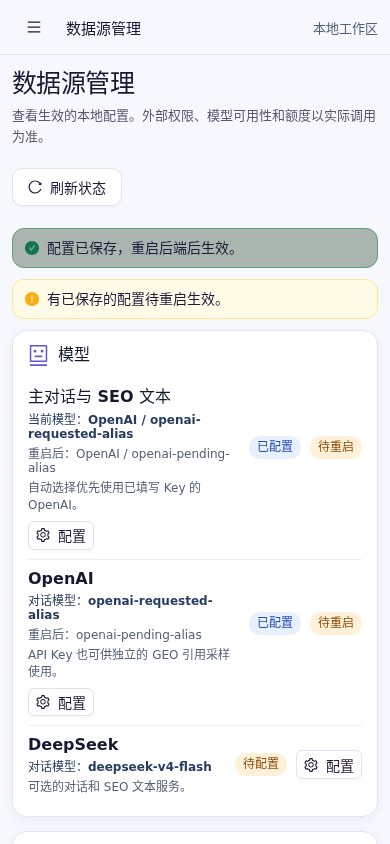 数据源管理
本地工作区
数据源管理
查看生效的本地配置。外部权限、模型可用性和额度以实际调用
为准。
刷新状态
配置已保存，重启后端后生效。
有已保存的配置待重启生效。
模型
主对话与 SEO 文本
当前模型：OpenAI / openai-
requested-alias
重启后：OpenAI / openai-pending-
alias
自动选择优先使用已填写 Key 的
OpenAI。
已配置
待重启
配置
OpenAI
对话模型：openai-requested-
alias
重启后：openai-pending-alias
API Key 也可供独立的 GEO 引用采样
使用。
已配置
待重启
配置
DeepSeek
对话模型：deepseek-v4-flash
可选的对话和 SEO 文本服务。
待配置
配置